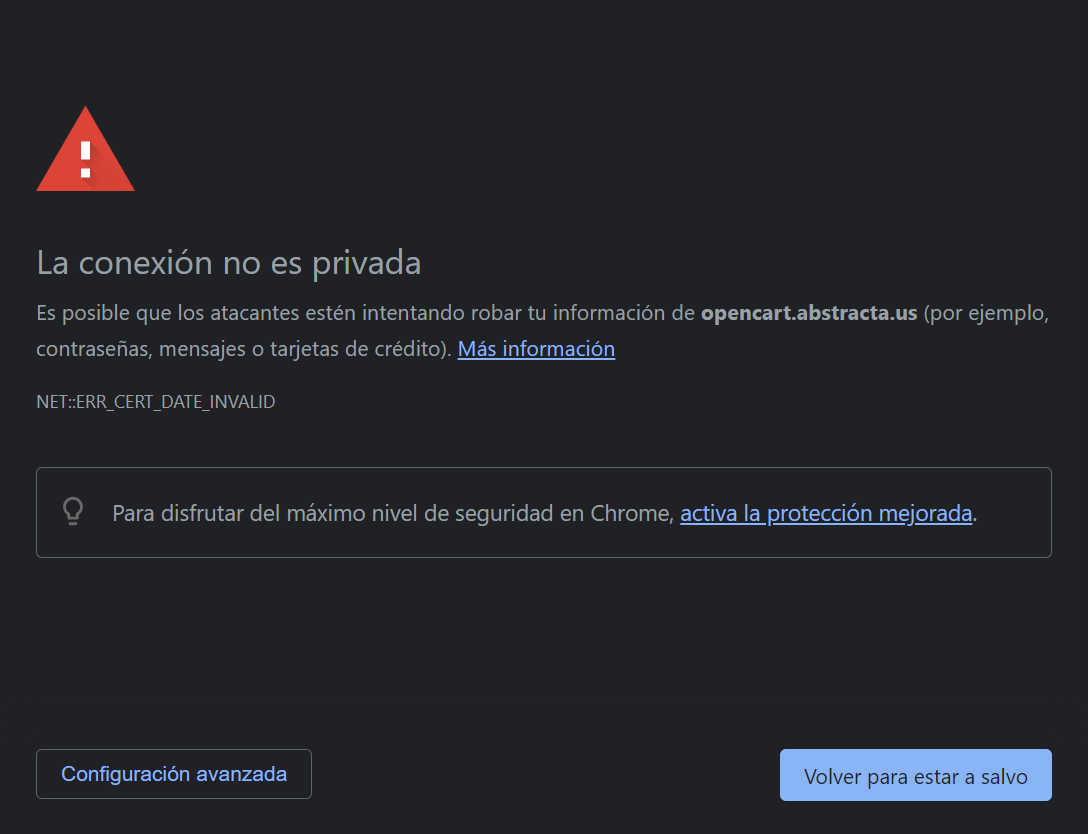 La conexión no es privada
Es posible que los atacantes estén intentando robar tu información de opencart.abstracta.us (por ejemplo,
contraseñas, mensajes o tarjetas de crédito). Más información
NET::ERR_CERT_DATE_INVALID
Para disfrutar del máximo nivel de seguridad en Chrome, activa la protección mejorada.
Configuración avanzada
Volver para estar a salvo